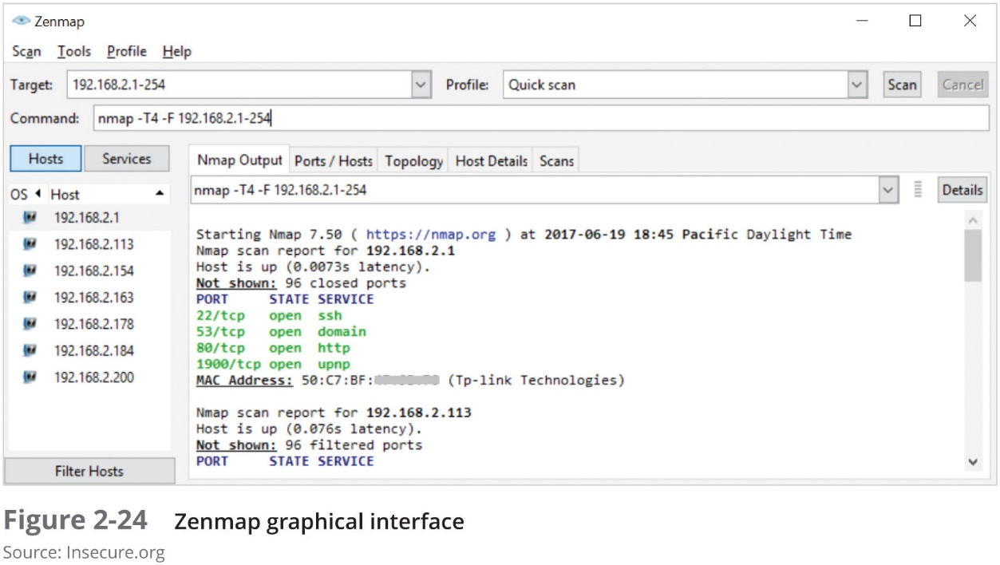 Zenmap
Scan Tools Profile Help
Target: 192.168.2.1-254 Profile: Quick scan Scan Cancel
Command: nmap -T4 -F 192.168.2.1-254
Hosts Services
OS Host
192.168.2.1
192.168.2.113
192.168.2.154
192.168.2.163
192.168.2.178
192.168.2.184
192.168.2.200
Filter Hosts
Nmap Output Ports / Hosts Topology Host Details Scans
nmap -T4 -F 192.168.2.1-254 Details
Starting Nmap 7.50 ( https://nmap.org ) at 2017-06-19 18:45 Pacific Daylight Time
Nmap scan report for 192.168.2.1
Host is up (0.0073s latency).
Not shown: 96 closed ports
PORT STATE SERVICE
22/tcp open ssh
53/tcp open domain
80/tcp open http
1900/tcp open upnp
MAC Address: 50:C7:BF: (Tp-link Technologies)
Nmap scan report for 192.168.2.113
Host is up (0.076s latency).
Not shown: 96 filtered ports
PORT STATE SERVICE
Figure 2-24 Zenmap graphical interface
Source: Insecure.org